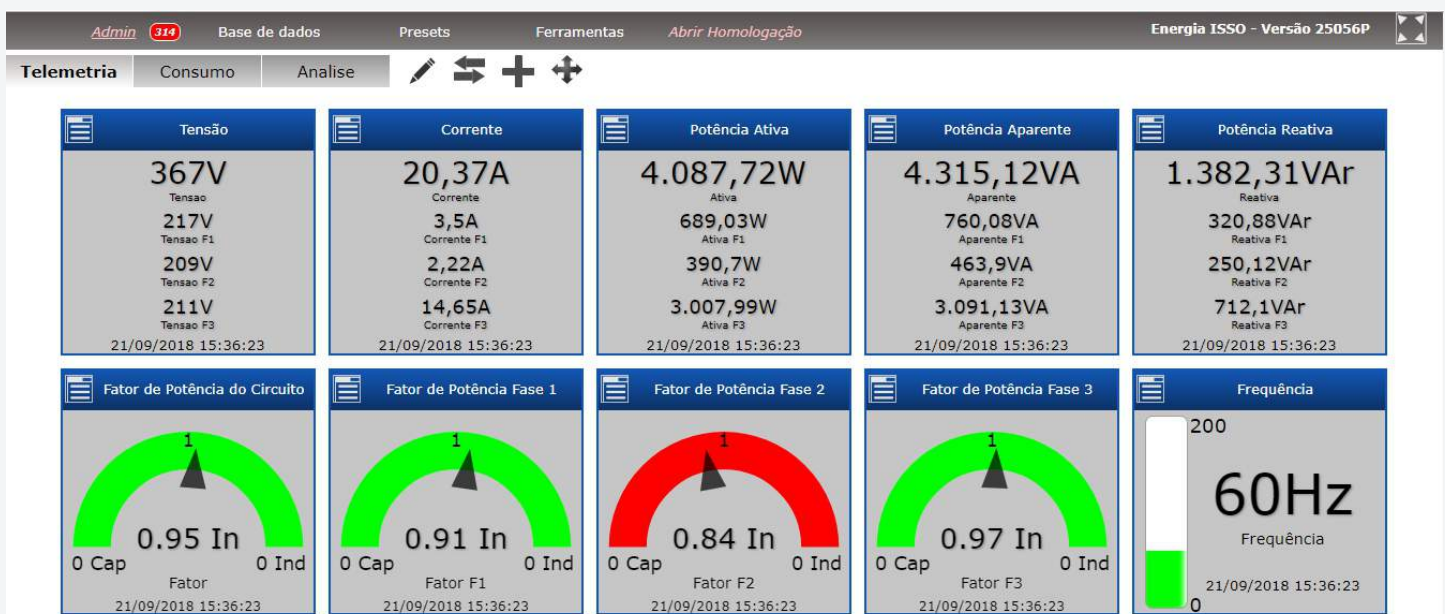 Admin 314 Base de dados Presets Ferramentas Abrir Homologação Energia ISSO - Versão 25056P
Telemetria Consumo Analise
Tensão
367V
Tensao
217V
Tensao F1
209V
Tensao F2
211V
Tensao F3
21/09/2018 15:36:23
Corrente
20,37A
Corrente
3,5A
Corrente F1
2,22A
Corrente F2
14,65A
Corrente F3
21/09/2018 15:36:23
Potência Ativa
4.087,72W
Ativa
689,03W
Ativa F1
390,7W
Ativa F2
3.007,99W
Ativa F3
21/09/2018 15:36:23
Potência Aparente
4.315,12VA
Aparente
760,08VA
Aparente F1
463,9VA
Aparente F2
3.091,13VA
Aparente F3
21/09/2018 15:36:23
Potência Reativa
1.382,31VAr
Reativa
320,88VAr
Reativa F1
250,12VAr
Reativa F2
712,1VAr
Reativa F3
21/09/2018 15:36:23
Fator de Potência do Circuito
1
0.95 In
0 Cap 0 Ind
Fator
21/09/2018 15:36:23
Fator de Potência Fase 1
1
0.91 In
0 Cap 0 Ind
Fator F1
21/09/2018 15:36:23
Fator de Potência Fase 2
1
0.84 In
0 Cap 0 Ind
Fator F2
21/09/2018 15:36:23
Fator de Potência Fase 3
1
0.97 In
0 Cap 0 Ind
Fator F3
21/09/2018 15:36:23
Frequência
200
60Hz
Frequência
21/09/2018 15:36:23
0